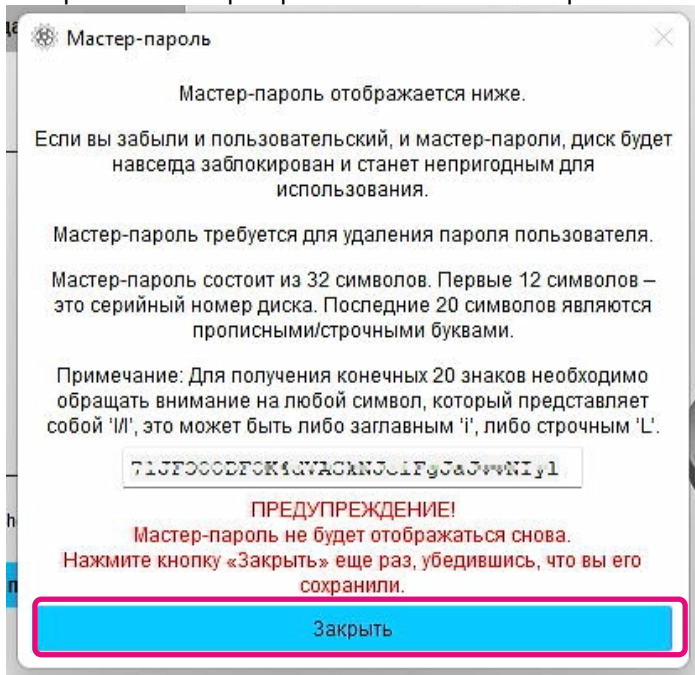 Мастер-пароль
Мастер-пароль отображается ниже.
Если вы забыли и пользовательский, и мастер-пароли, диск будет
навсегда заблокирован и станет непригодным для
использования.
Мастер-пароль требуется для удаления пароля пользователя.
Мастер-пароль состоит из 32 символов. Первые 12 символов –
это серийный номер диска. Последние 20 символов являются
прописными/строчными буквами.
Примечание: Для получения конечных 20 знаков необходимо
обращать внимание на любой символ, который представляет
собой 'I/l', это может быть либо заглавным 'i', либо строчным 'L'.
ПРЕДУПРЕЖДЕНИЕ!
Мастер-пароль не будет отображаться снова.
Нажмите кнопку «Закрыть» еще раз, убедившись, что вы его
сохранили.
Закрыть